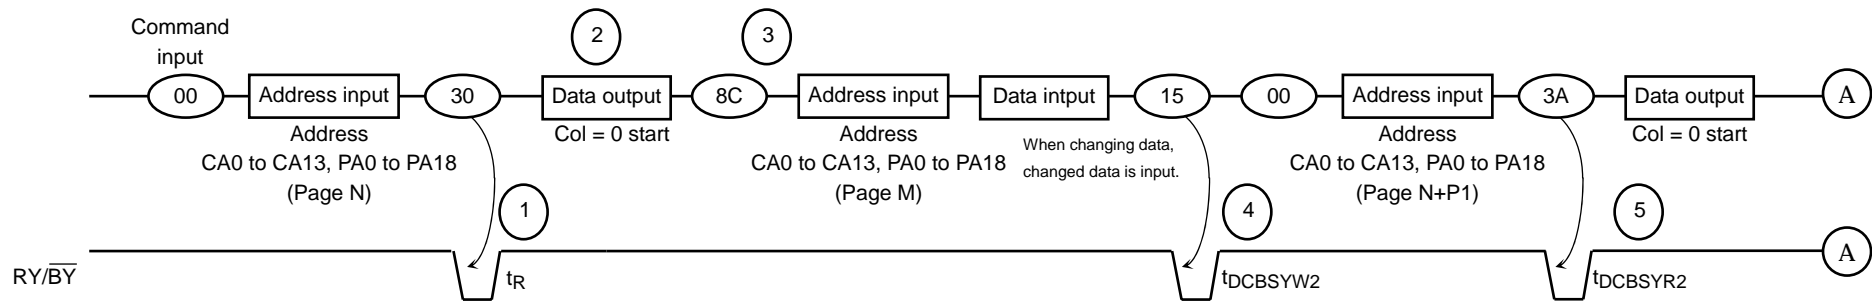 Command
input
2
3
00
Address input
30
Data output
8C
Address input
Data intput
15
00
Address input
3A
Data output
A
Address
CA0 to CA13, PA0 to PA18
(Page N)
Col = 0 start
Address
CA0 to CA13, PA0 to PA18
(Page M)
When changing data,
changed data is input.
Address
CA0 to CA13, PA0 to PA18
(Page N+P1)
Col = 0 start
1
4
5
RY/BY
tR
tDCBSYW2
tDCBSYR2
A